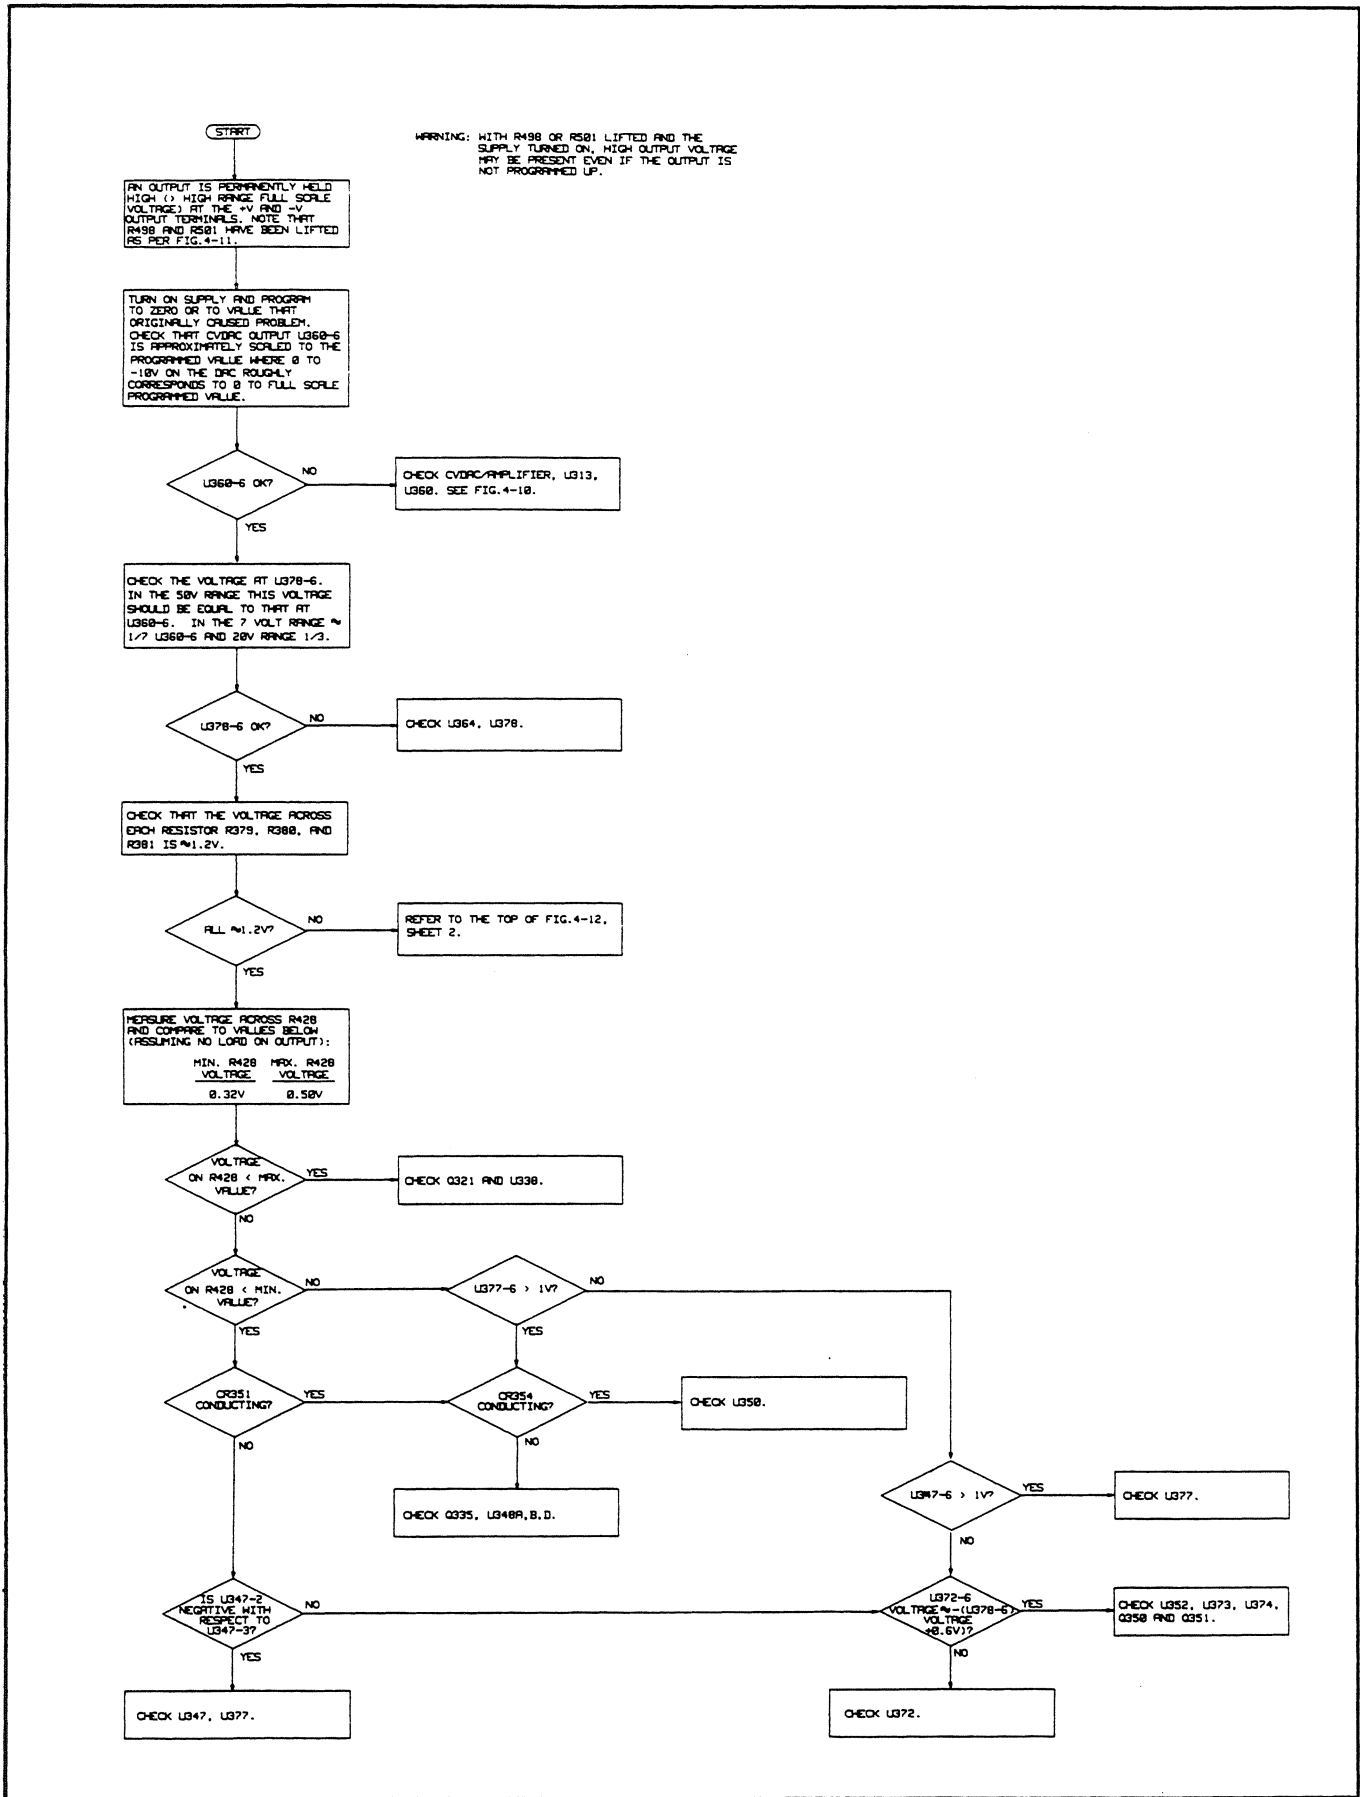 START
WARNING: WITH R498 OR R501 LIFTED AND THE
SUPPLY TURNED ON, HIGH OUTPUT VOLTAGE
MAY BE PRESENT EVEN IF THE OUTPUT IS
NOT PROGRAMMED UP.
AN OUTPUT IS PERMANENTLY HELD
HIGH (> HIGH RANGE FULL SCALE
VOLTAGE) AT THE +V AND -V
OUTPUT TERMINALS. NOTE THAT
R498 AND R501 HAVE BEEN LIFTED
AS PER FIG.4-11.
TURN ON SUPPLY AND PROGRAM
TO ZERO OR TO VALUE THAT
ORIGINALLY CAUSED PROBLEM.
CHECK THAT CVDAC OUTPUT U360-6
IS APPROXIMATELY SCALED TO THE
PROGRAMMED VALUE WHERE 0 TO
-10V ON THE DAC ROUGHLY
CORRESPONDS TO 0 TO FULL SCALE
PROGRAMMED VALUE.
U360-6 OK?
NO
CHECK CVDAC/AMPLIFIER, U313,
U360. SEE FIG.4-10.
YES
CHECK THE VOLTAGE AT U378-6.
IN THE 50V RANGE THIS VOLTAGE
SHOULD BE EQUAL TO THAT AT
U360-6. IN THE 7 VOLT RANGE ≈
1/7 U360-6 AND 20V RANGE 1/3.
U378-6 OK?
NO
CHECK U364, U378.
YES
CHECK THAT THE VOLTAGE ACROSS
EACH RESISTOR R379, R380, AND
R381 IS ≈1.2V.
ALL ≈1.2V?
NO
REFER TO THE TOP OF FIG.4-12,
SHEET 2.
YES
MEASURE VOLTAGE ACROSS R428
AND COMPARE TO VALUES BELOW
(ASSUMING NO LOAD ON OUTPUT):
MIN. R428 MAX. R428
VOLTAGE VOLTAGE
0.32V 0.50V
VOLTAGE
ON R428 < MAX.
VALUE?
YES
CHECK Q321 AND U338.
NO
VOLTAGE
ON R428 < MIN.
VALUE?
NO
U377-6 > 1V?
NO
YES
YES
CR351
CONDUCTING?
YES
CR354
CONDUCTING?
YES
CHECK U350.
NO
NO
CHECK Q335, U348A,B,D.
U347-6 > 1V?
YES
CHECK U377.
NO
IS U347-2
NEGATIVE WITH
RESPECT TO
U347-3?
NO
U372-6
VOLTAGE ≈-(U378-6
VOLTAGE
+0.6V)?
YES
CHECK U352, U373, U374,
Q350 AND Q351.
YES
NO
CHECK U347, U377.
CHECK U372.